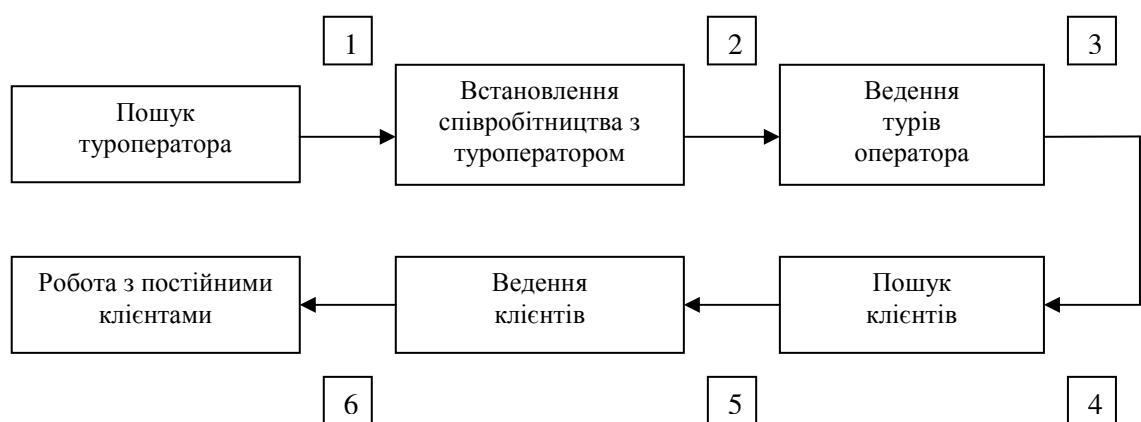 1
2
3
Пошук
туроператора
Встановлення
співробітництва з
туроператором
Ведення
турів
оператора
Робота з постійними
клієнтами
Ведення
клієнтів
Пошук
клієнтів
6
5
4